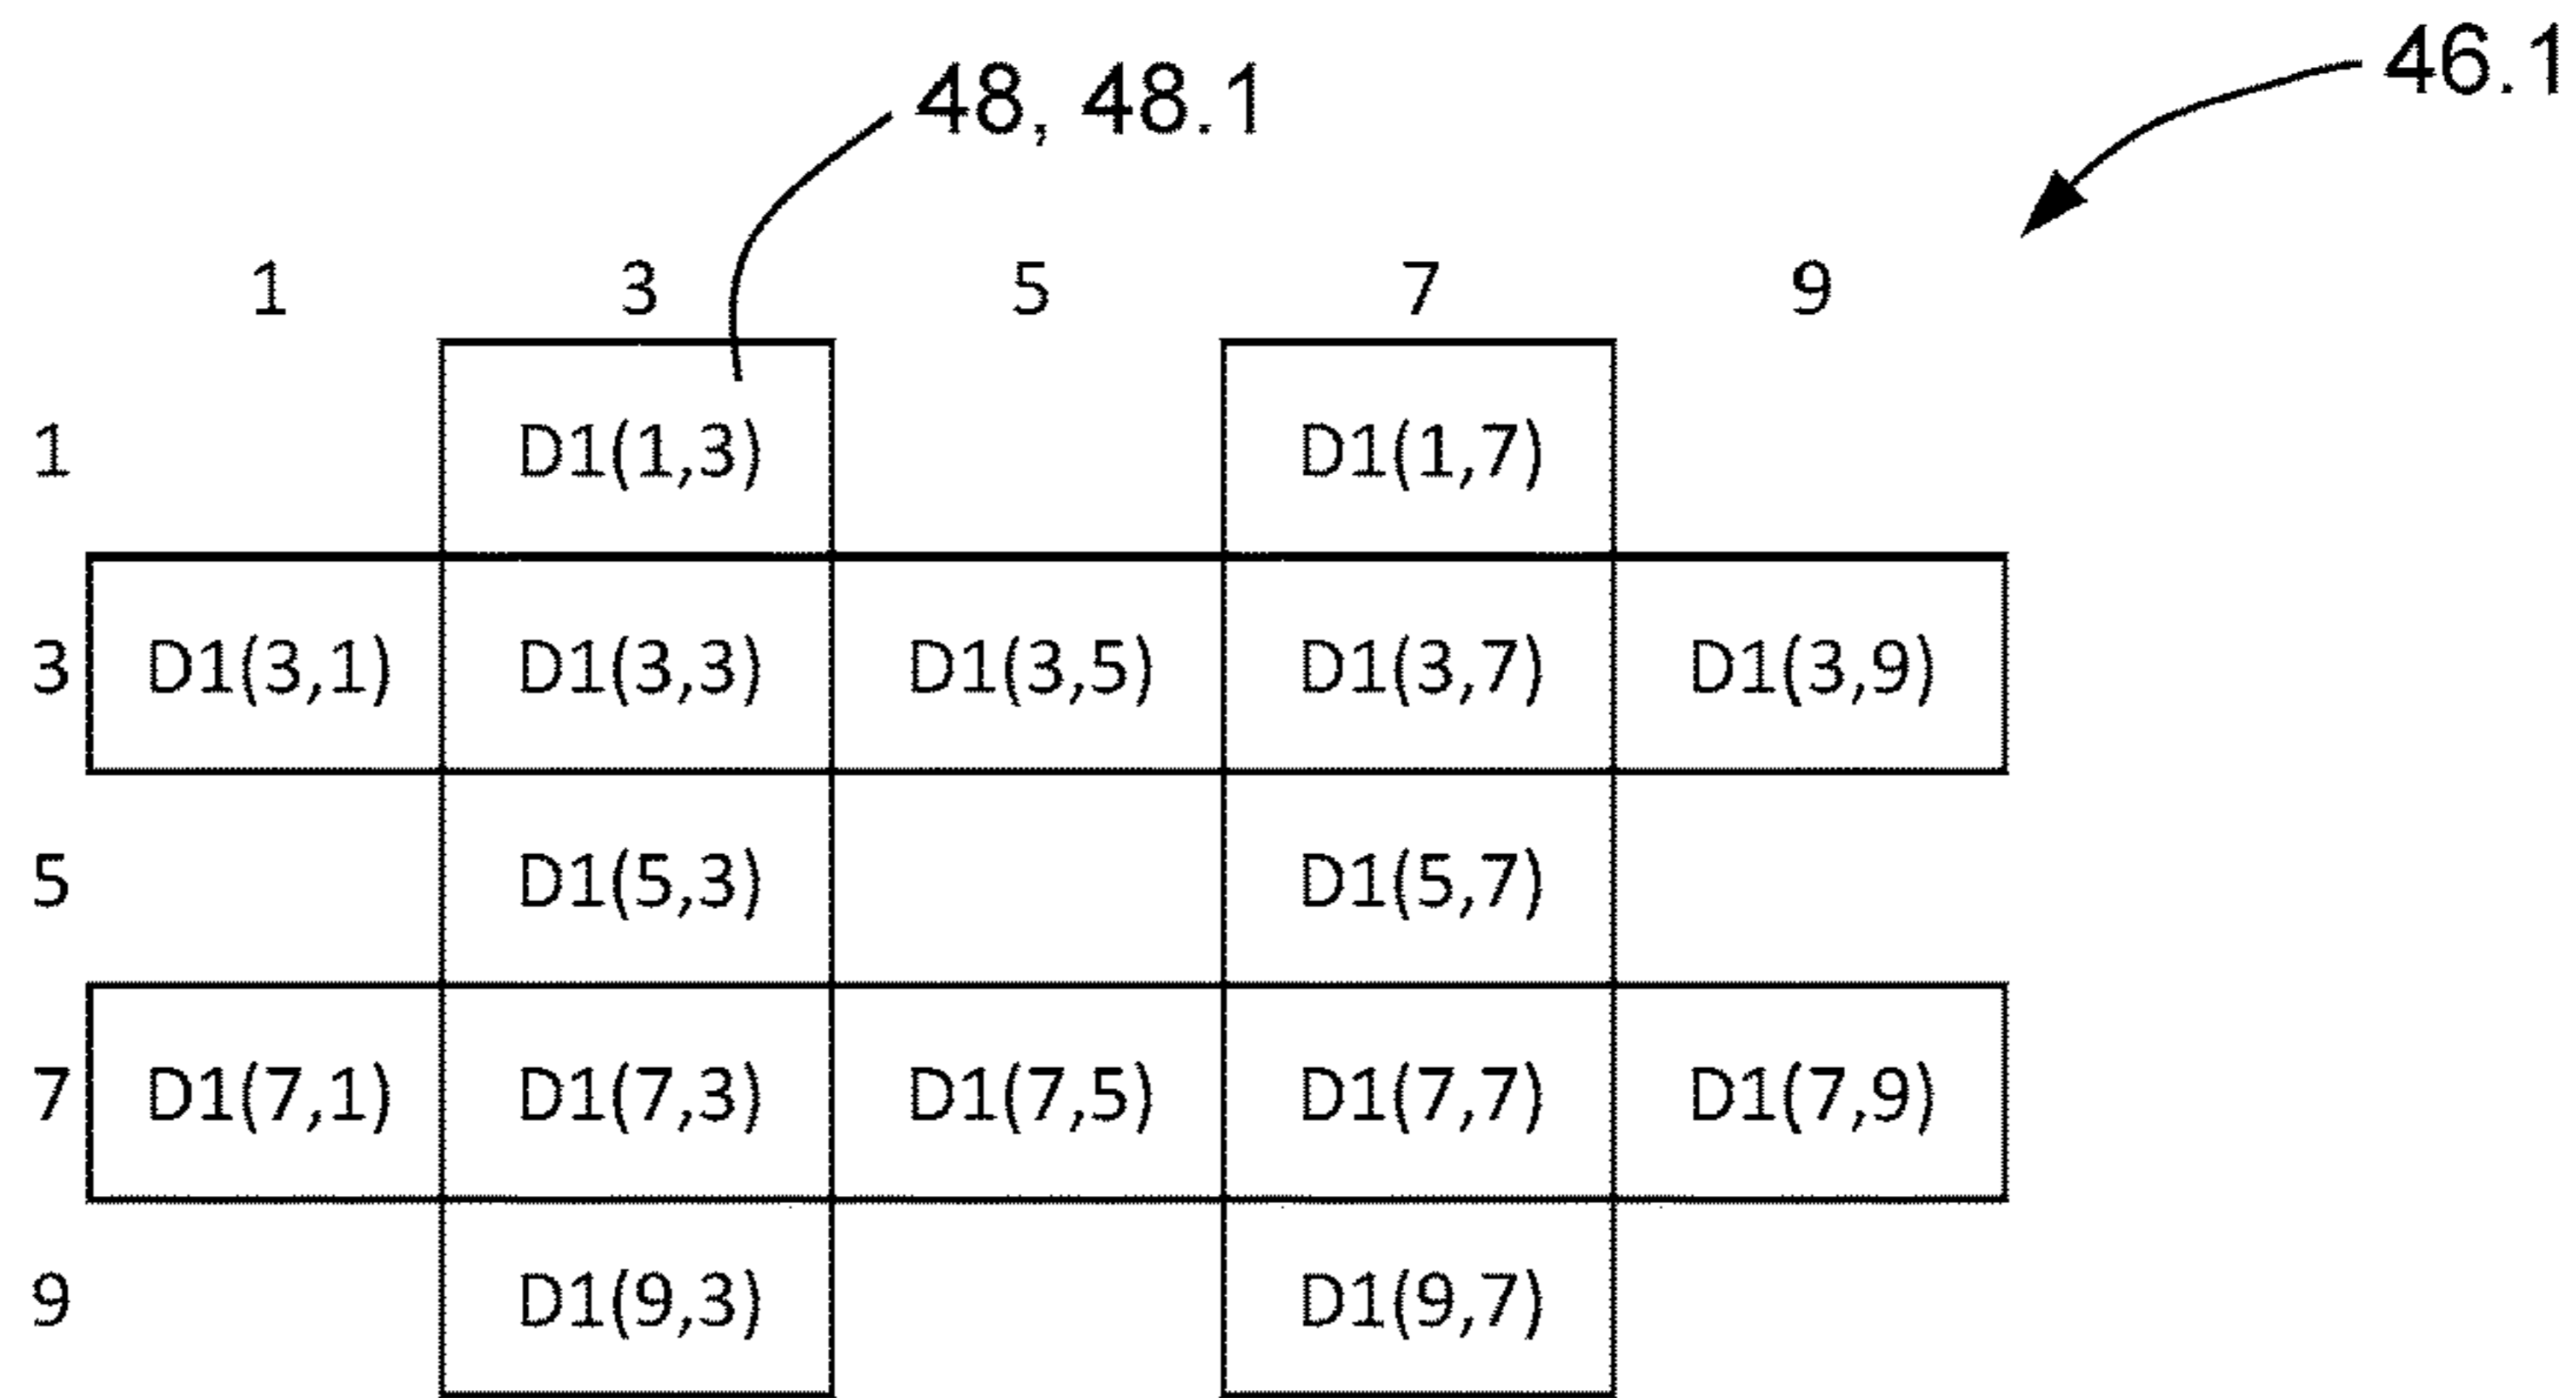 48, 48.1
46.1
1 3 5 7 9
1 D1(1,3) D1(1,7)
3 D1(3,1) D1(3,3) D1(3,5) D1(3,7) D1(3,9)
5 D1(5,3) D1(5,7)
7 D1(7,1) D1(7,3) D1(7,5) D1(7,7) D1(7,9)
9 D1(9,3) D1(9,7)